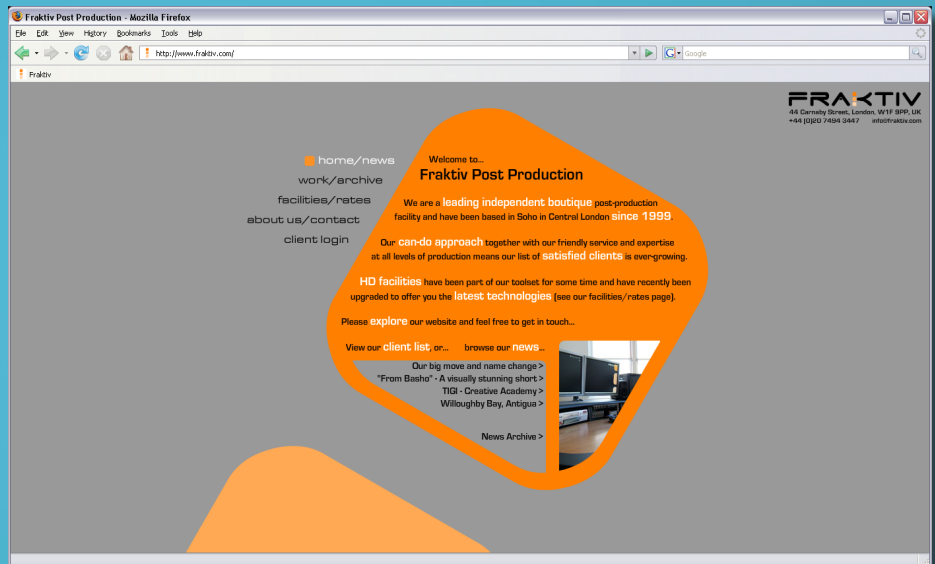 Fraktiv Post Production - Mozilla Firefox
File Edit View History Bookmarks Tools Help
http://www.fraktiv.com/
Google
Fraktiv
FRAKTIV
44 Carnaby Street, London, W1F 9PP, UK
+44 (0)20 7494 3447 info@fraktiv.com
home/news
work/archive
facilities/rates
about us/contact
client login
Welcome to...
Fraktiv Post Production
We are a leading independent boutique post-production
facility and have been based in Soho in Central London since 1999.
Our can-do approach together with our friendly service and expertise
at all levels of production means our list of satisfied clients is ever-growing.
HD facilities have been part of our toolset for some time and have recently been
upgraded to offer you the latest technologies (see our facilities/rates page).
Please explore our website and feel free to get in touch...
View our client list, or... browse our news...
Our big move and name change >
"From Basho" - A visually stunning short >
TIGI - Creative Academy >
Willoughby Bay, Antigua >
News Archive >